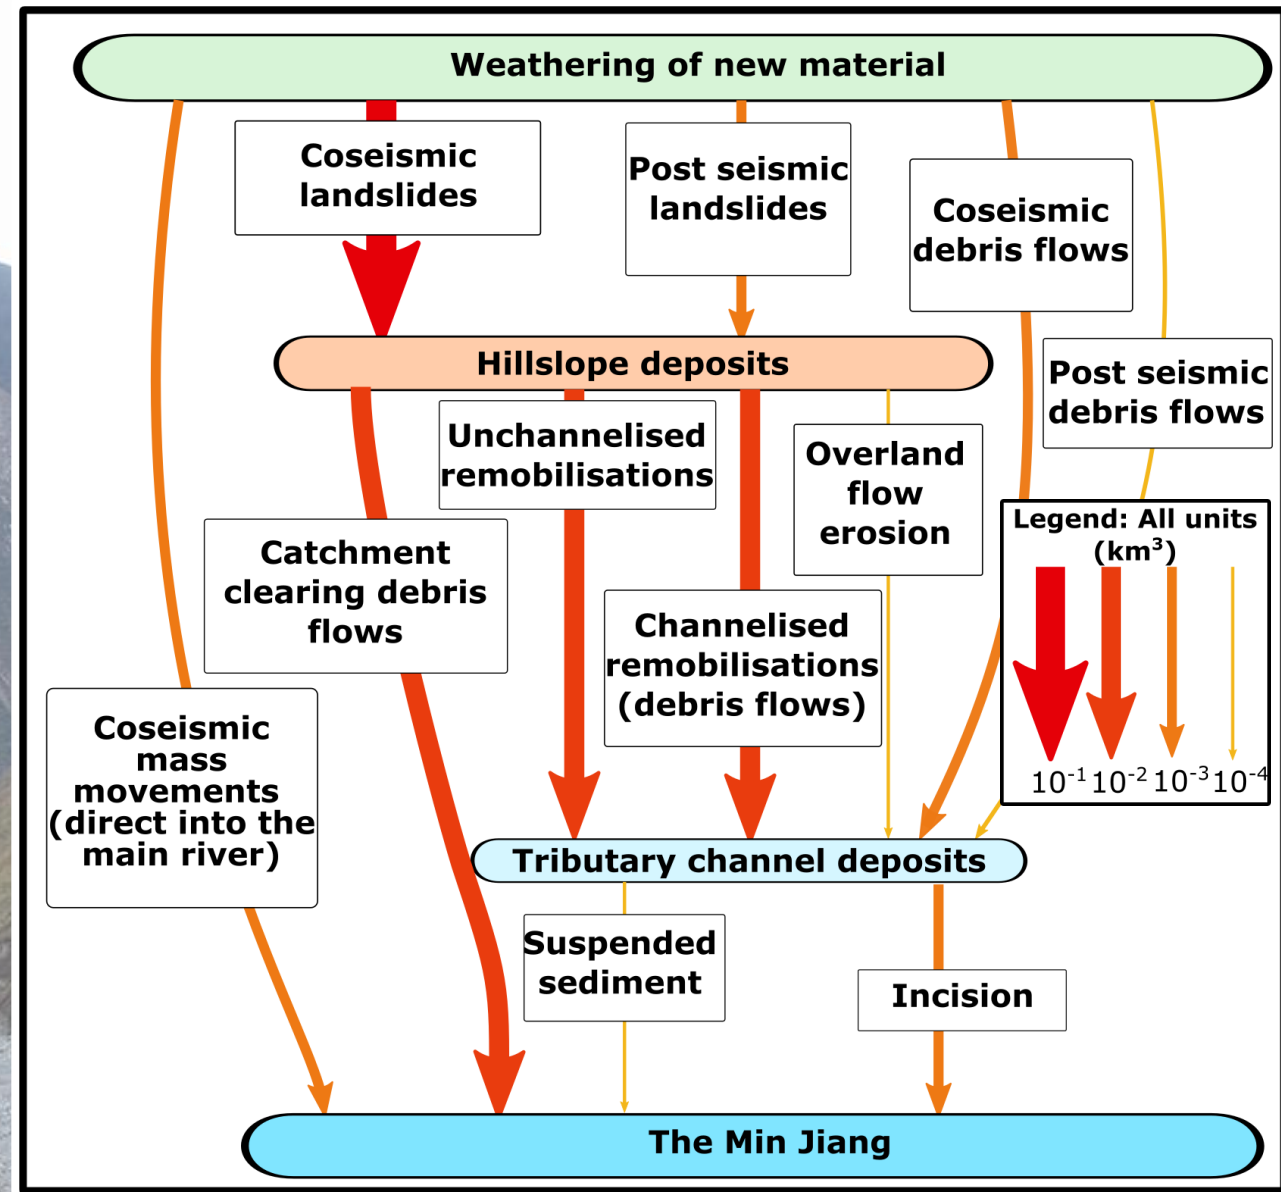 Weathering of new material
Coseismic
landslides
Post seismic
landslides
Coseismic
debris flows
Post seismic
debris flows
Hillslope deposits
Unchannelised
remobilisations
Overland
flow
erosion
Catchment
clearing debris
flows
Channelised
remobilisations
(debris flows)
Legend: All units
(km³)
10⁻¹ 10⁻² 10⁻³ 10⁻⁴
Coseismic
mass
movements
(direct into the
main river)
Tributary channel deposits
Suspended
sediment
Incision
The Min Jiang